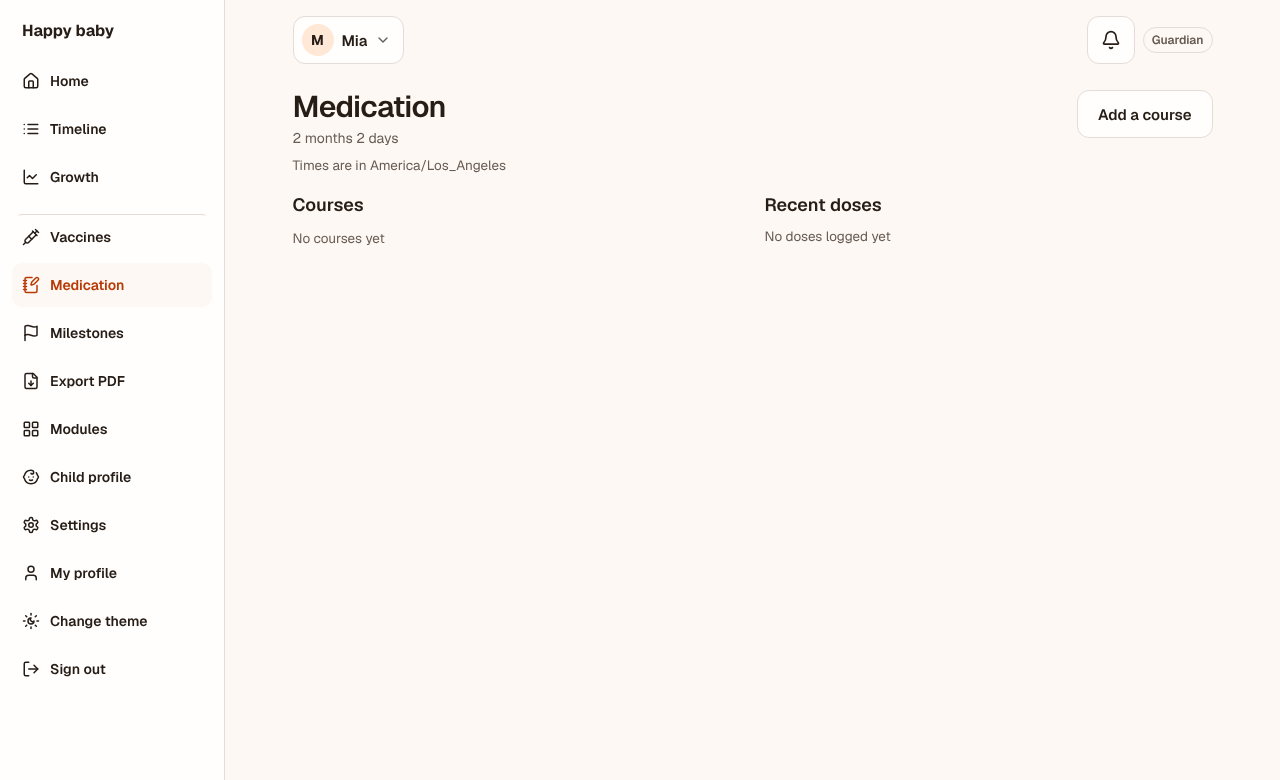 Happy baby
Home
Timeline
Growth
Vaccines
Medication
Milestones
Export PDF
Modules
Child profile
Settings
My profile
Change theme
Sign out
M Mia
Guardian
Medication
Add a course
2 months 2 days
Times are in America/Los_Angeles
Courses
No courses yet
Recent doses
No doses logged yet